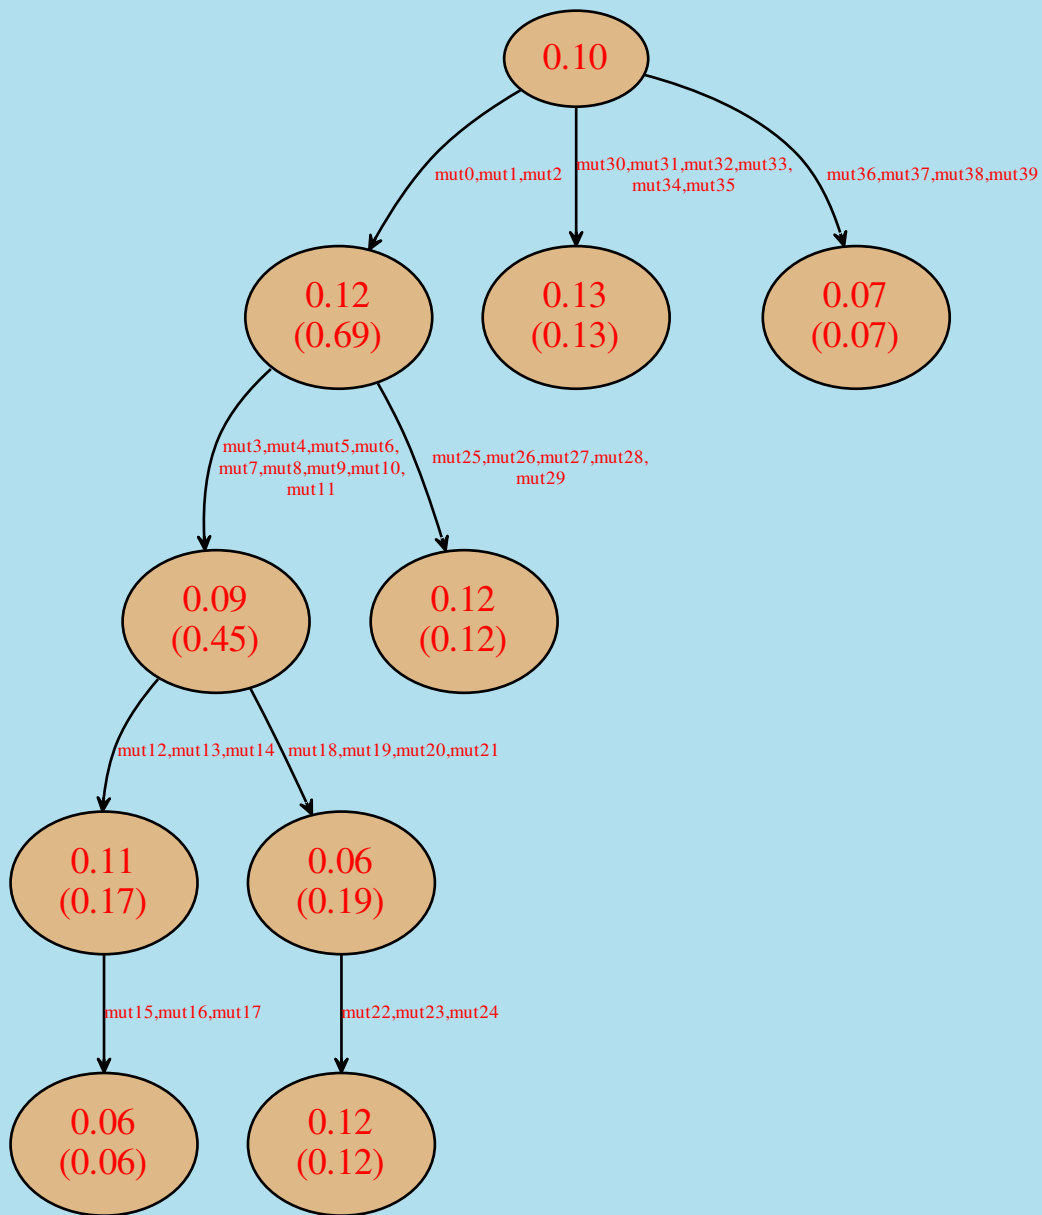 0.10
mut0,mut1,mut2
mut30,mut31,mut32,mut33,
mut34,mut35
mut36,mut37,mut38,mut39
0.12
(0.69)
0.13
(0.13)
0.07
(0.07)
mut3,mut4,mut5,mut6,
mut7,mut8,mut9,mut10,
mut11
mut25,mut26,mut27,mut28,
mut29
0.09
(0.45)
0.12
(0.12)
mut12,mut13,mut14
mut18,mut19,mut20,mut21
0.11
(0.17)
0.06
(0.19)
mut15,mut16,mut17
mut22,mut23,mut24
0.06
(0.06)
0.12
(0.12)